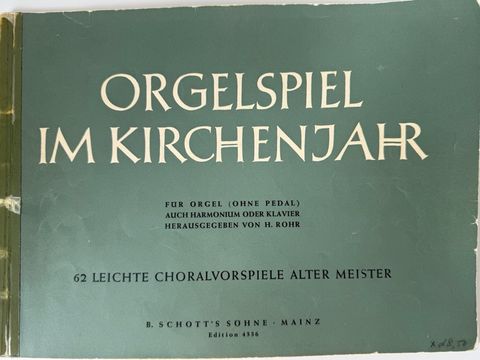 ORGELSPIEL
IM KIRCHENJAHR
FÜR ORGEL (OHNE PEDAL)
AUCH HARMONIUM ODER KLAVIER
HERAUSGEGEBEN VON H. ROHR
62 LEICHTE CHORALVORSPIELE ALTER MEISTER
B. SCHOTT'S SÖHNE · MAINZ
Edition 4536